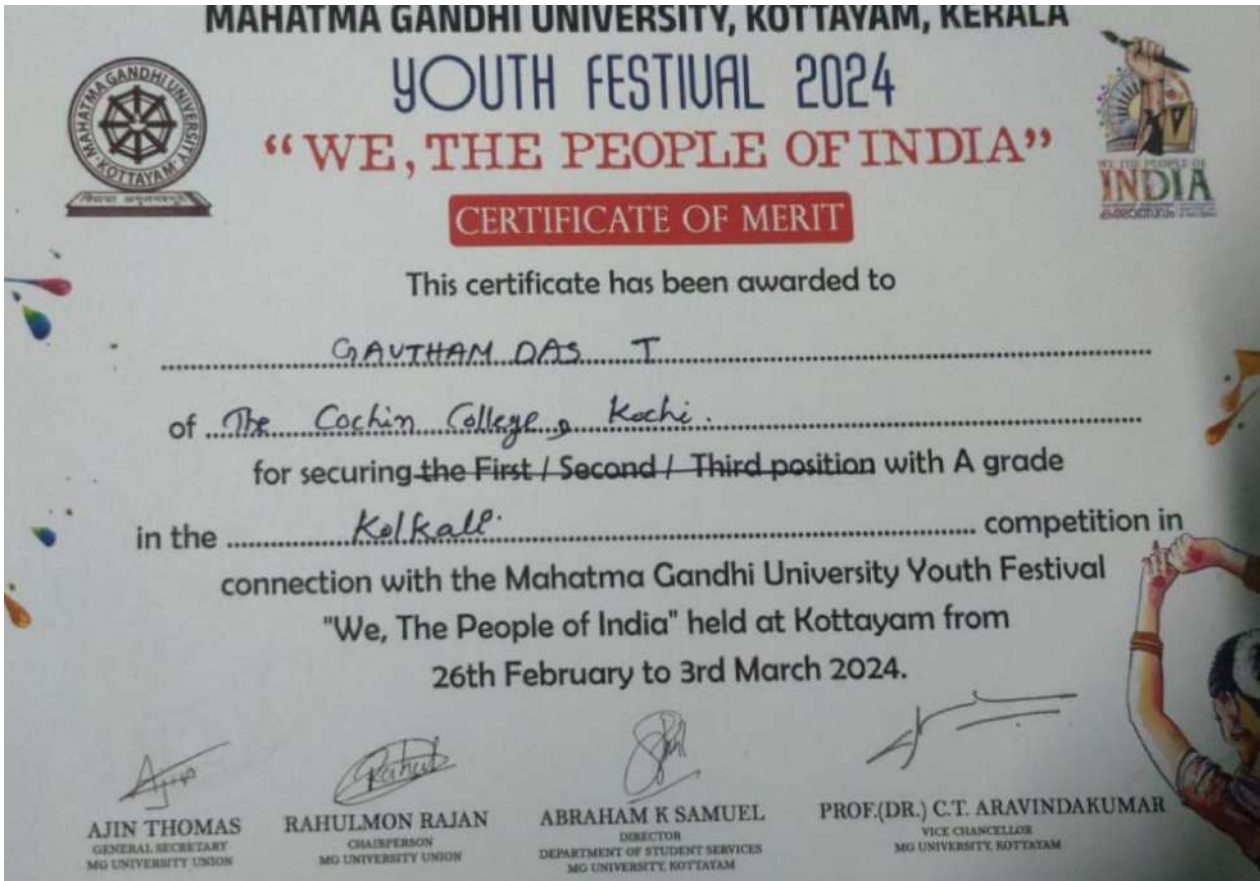 MAHATMA GANDHI UNIVERSITY, KOTTAYAM, KERALA
YOUTH FESTIVAL 2024
"WE, THE PEOPLE OF INDIA"
MAHATMA GANDHI UNIVERSITY
KOTTAYAM
WE THE PEOPLE OF
INDIA
CERTIFICATE OF MERIT
This certificate has been awarded to
GAUTHAM DAS T
of The Cochin College, Kochi.
for securing the First / Second / Third position with A grade
in the Kolkali competition in
connection with the Mahatma Gandhi University Youth Festival
"We, The People of India" held at Kottayam from
26th February to 3rd March 2024.
AJIN THOMAS
GENERAL SECRETARY
MG UNIVERSITY UNION
RAHULMON RAJAN
CHAIRPERSON
MG UNIVERSITY UNION
ABRAHAM K SAMUEL
DIRECTOR
DEPARTMENT OF STUDENT SERVICES
MG UNIVERSITY, KOTTAYAM
PROF.(DR.) C.T. ARAVINDAKUMAR
VICE CHANCELLOR
MG UNIVERSITY, KOTTAYAM